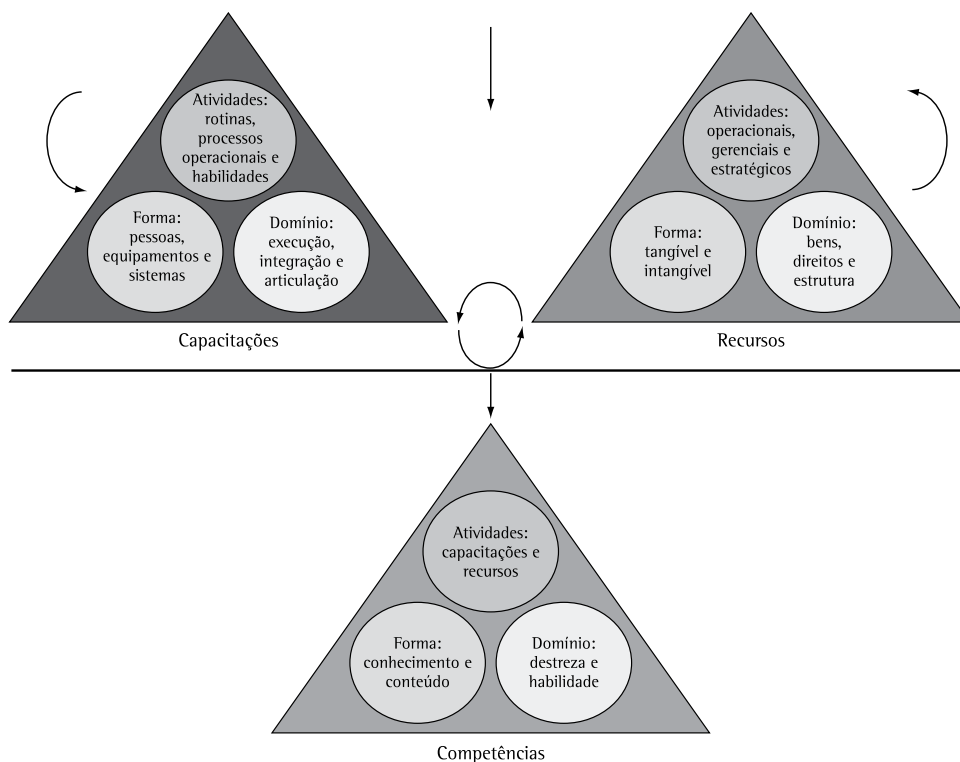 Atividades:
rotinas,
processos
operacionais e
habilidades
Forma:
pessoas,
equipamentos e
sistemas
Domínio:
execução,
integração e
articulação
Capacitações
Atividades:
operacionais,
gerenciais e
estratégicos
Forma:
tangível e
intangível
Domínio:
bens,
direitos e
estrutura
Recursos
Atividades:
capacitações e
recursos
Forma:
conhecimento e
conteúdo
Domínio:
destreza e
habilidade
Competências